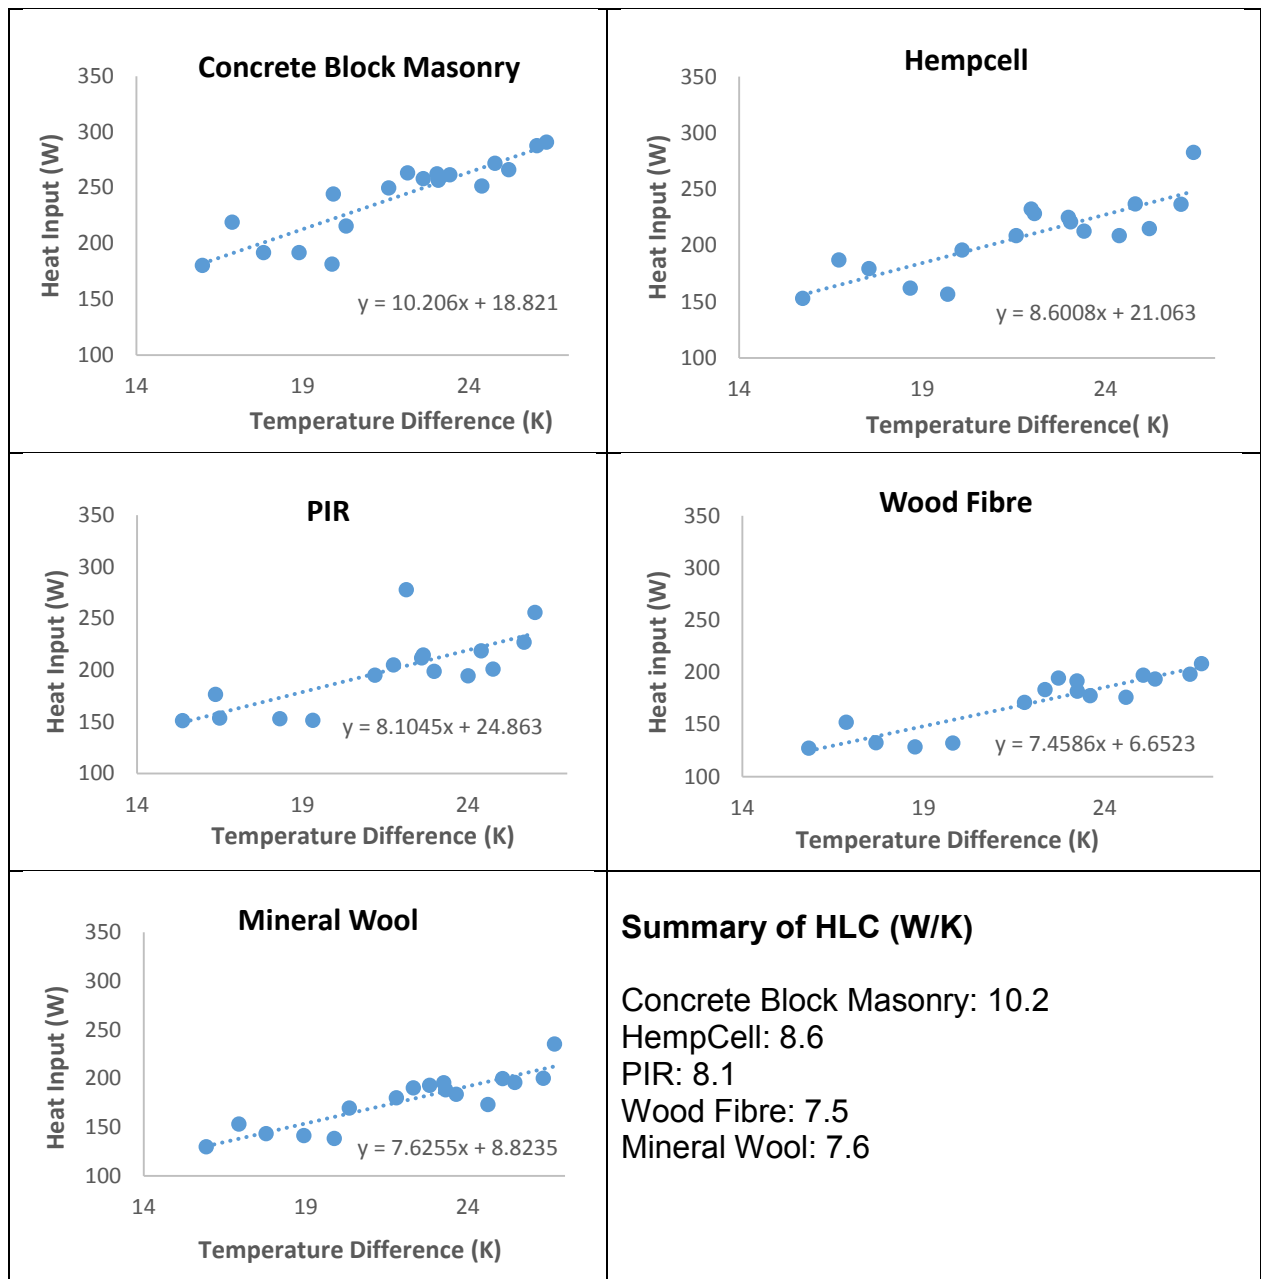 Concrete Block Masonry
350
300
250
200
150
100
Heat Input (W)
y = 10.206x + 18.821
14 19 24
Temperature Difference (K)
Hempcell
350
300
250
200
150
100
Heat Input (W)
y = 8.6008x + 21.063
14 19 24
Temperature Difference( K)
PIR
350
300
250
200
150
100
Heat Input (W)
y = 8.1045x + 24.863
14 19 24
Temperature Difference (K)
Wood Fibre
350
300
250
200
150
100
Heat input (W)
y = 7.4586x + 6.6523
14 19 24
Temperature Difference (K)
Mineral Wool
350
300
250
200
150
100
Heat Input (W)
y = 7.6255x + 8.8235
14 19 24
Temperature Difference (K)
Summary of HLC (W/K)
Concrete Block Masonry: 10.2
HempCell: 8.6
PIR: 8.1
Wood Fibre: 7.5
Mineral Wool: 7.6